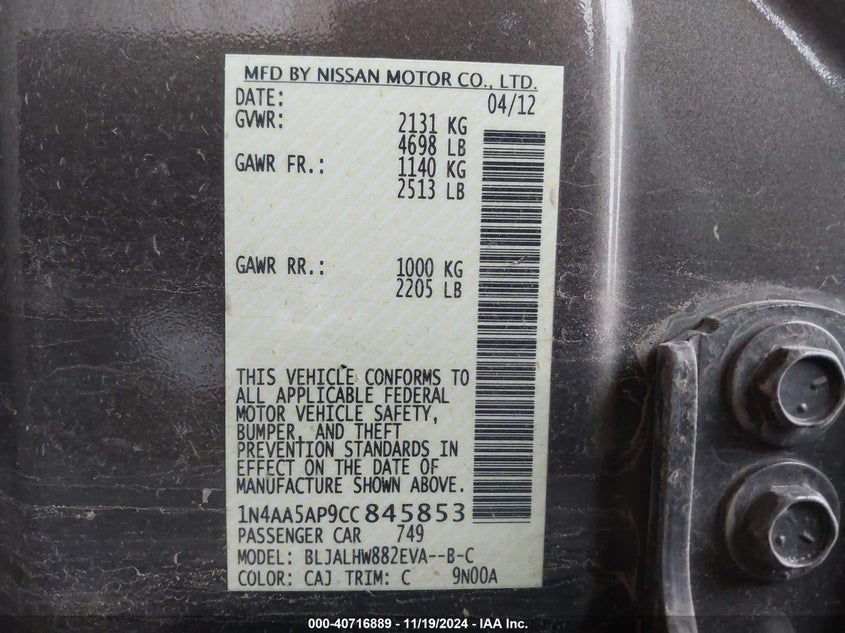 MFD BY NISSAN MOTOR CO., LTD.
DATE: 04/12
GVWR: 2131 KG
4698 LB
GAWR FR.: 1140 KG
2513 LB
GAWR RR.: 1000 KG
2205 LB
THIS VEHICLE CONFORMS TO
ALL APPLICABLE FEDERAL
MOTOR VEHICLE SAFETY,
BUMPER, AND THEFT
PREVENTION STANDARDS IN
EFFECT ON THE DATE OF
MANUFACTURE SHOWN ABOVE.
1N4AA5AP9CC845853
PASSENGER CAR 749
MODEL: BLJALHW882EVA--B-C
COLOR: CAJ TRIM: C 9N00A
000-40716889 - 11/19/2024 - IAA Inc.